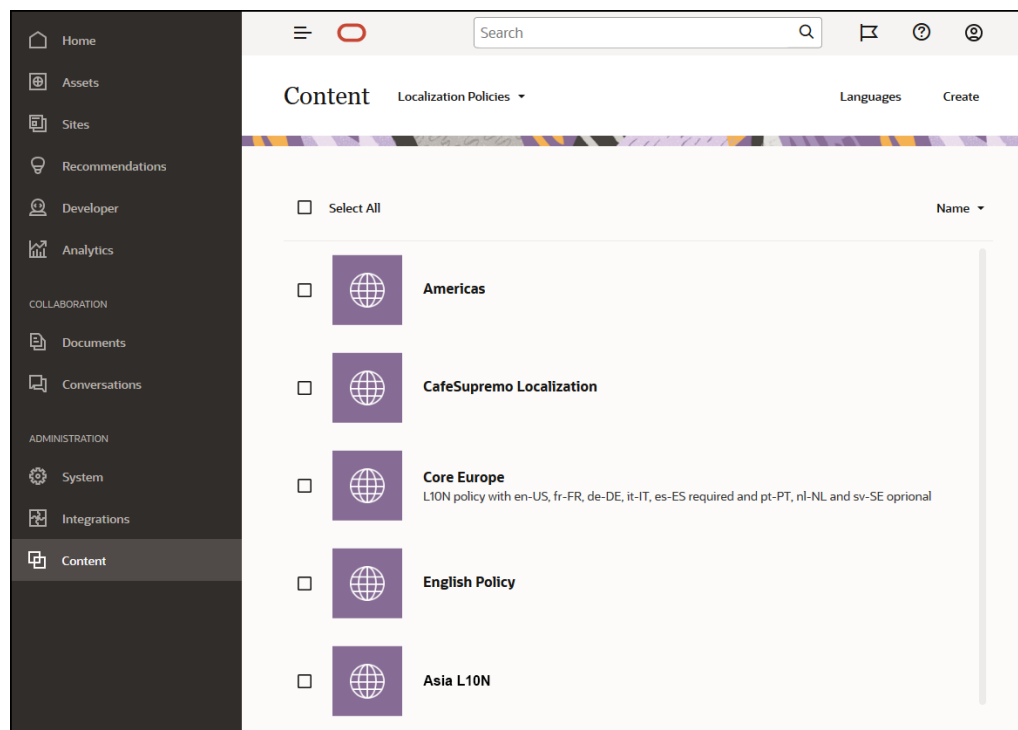 Home
Assets
Sites
Recommendations
Developer
Analytics
COLLABORATION
Documents
Conversations
ADMINISTRATION
System
Integrations
Content
Search
Content Localization Policies Languages Create
Select All Name
Americas
CafeSupremo Localization
Core Europe
L10N policy with en-US, fr-FR, de-DE, it-IT, es-ES required and pt-PT, nl-NL and sv-SE oprional
English Policy
Asia L10N